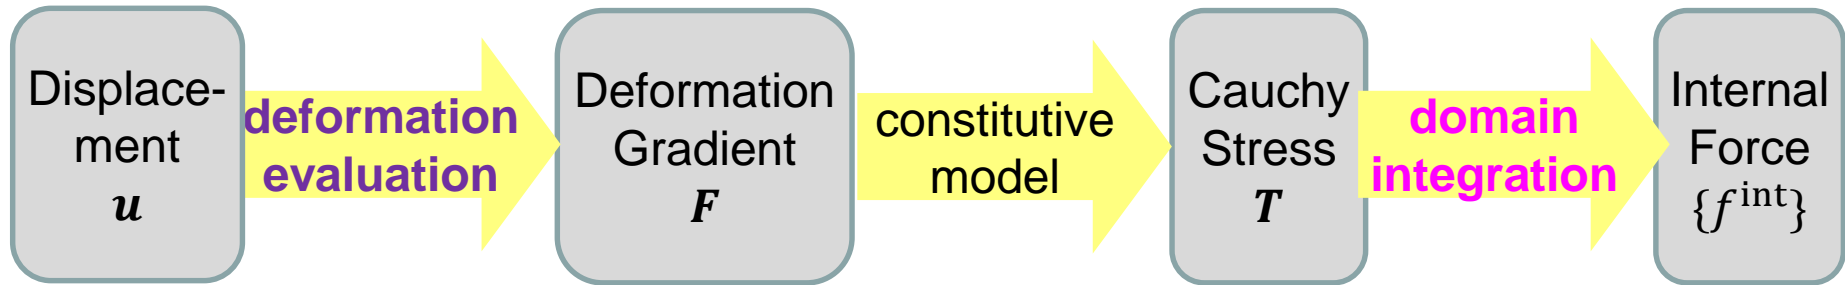 Displace-
ment
u
deformation
evaluation
Deformation
Gradient
F
constitutive
model
Cauchy
Stress
T
domain
integration
Internal
Force
{f^int}